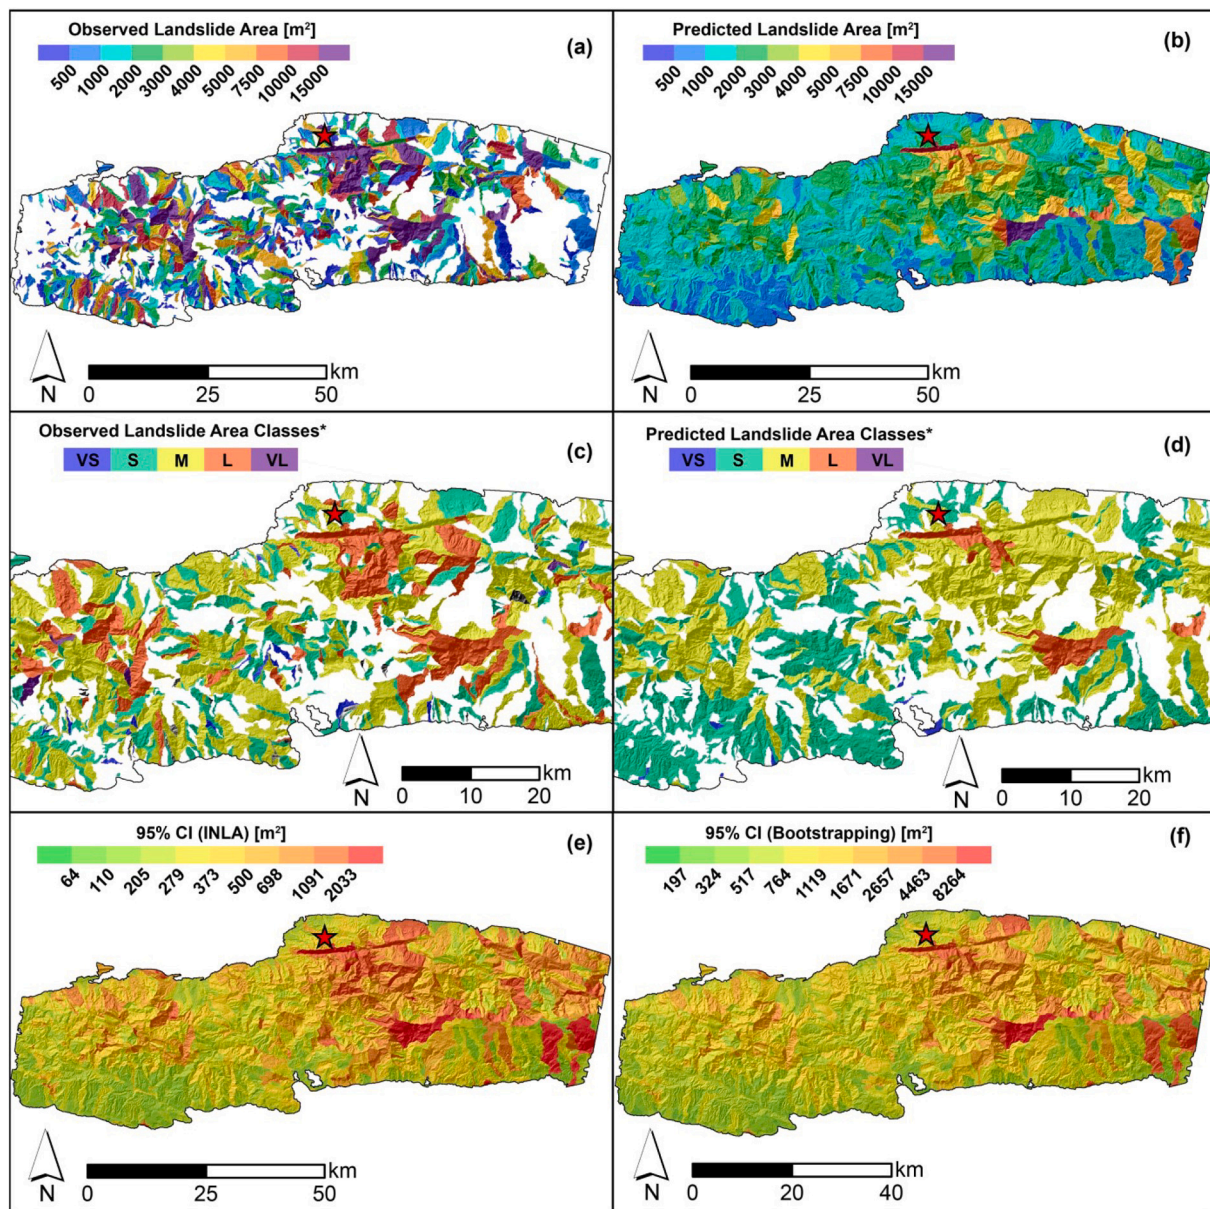 Observed Landslide Area [m²]
(a)
500 1000 2000 3000 4000 5000 7500 10000 15000
km
0 25 50
N
Predicted Landslide Area [m²]
(b)
500 1000 2000 3000 4000 5000 7500 10000 15000
km
0 25 50
N
Observed Landslide Area Classes*
(c)
VS S M L VL
km
0 10 20
N
Predicted Landslide Area Classes*
(d)
VS S M L VL
km
0 10 20
N
95% CI (INLA) [m²]
(e)
64 110 205 279 373 500 698 1091 2033
km
0 25 50
N
95% CI (Bootstrapping) [m²]
(f)
197 324 517 764 1119 1671 2657 4463 8264
km
0 20 40
N